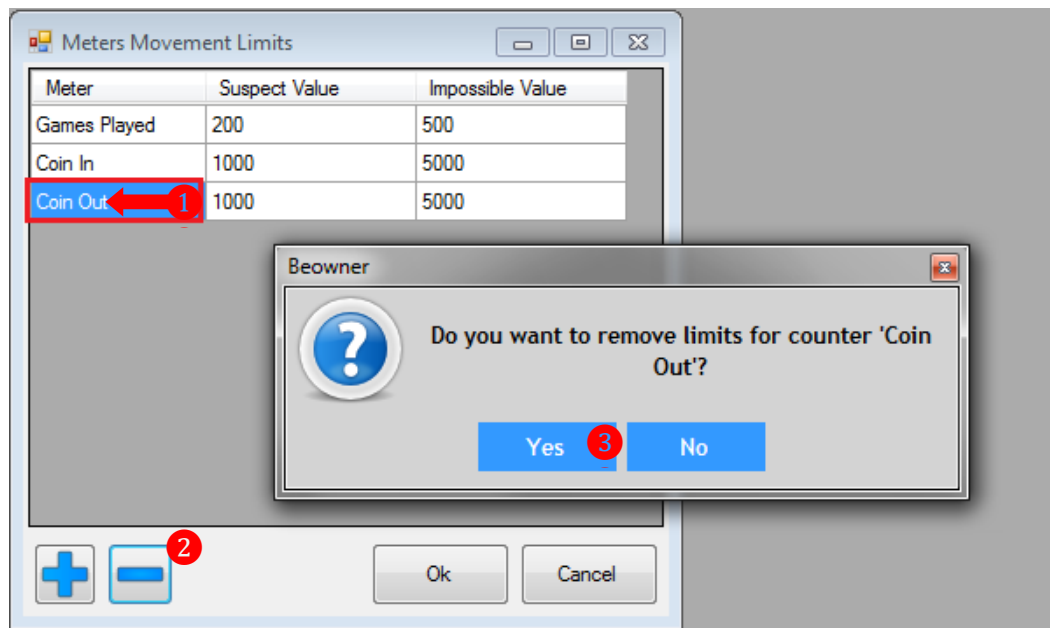 Meters Movement Limits
Meter Suspect Value Impossible Value
Games Played 200 500
Coin In 1000 5000
Coin Out 1 1000 5000
Beowner
?
Do you want to remove limits for counter 'Coin
Out'?
Yes 3 No
2
Ok Cancel